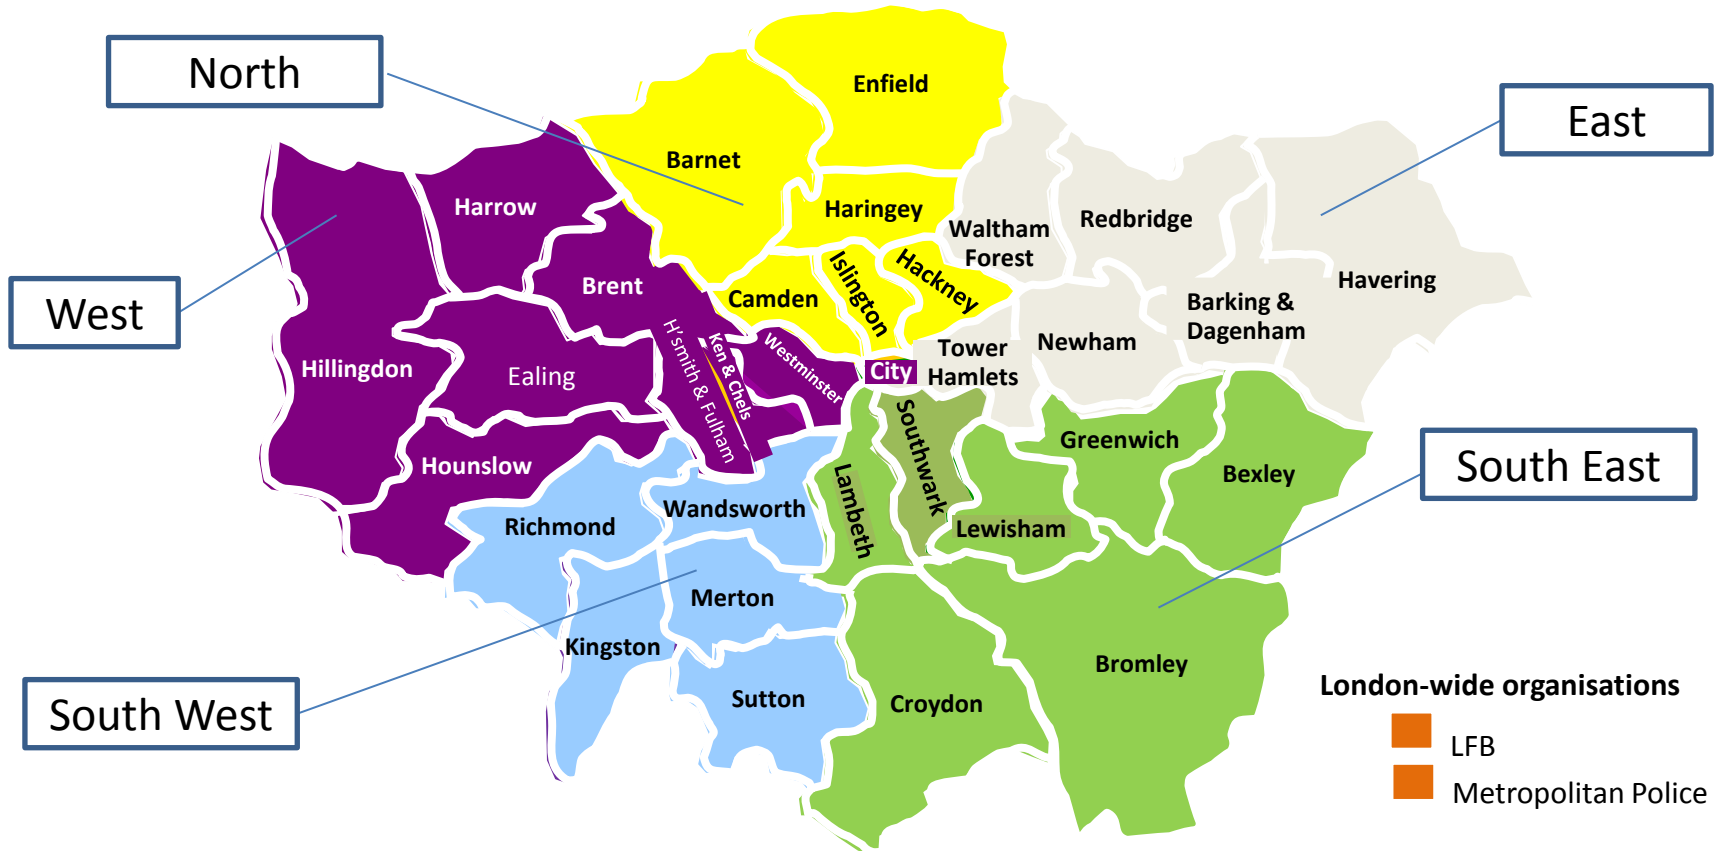 North
Enfield
East
Barnet
Harrow
Haringey
Waltham
Forest
Redbridge
West
Brent
Camden
Islington
Hackney
Havering
Barking &
Dagenham
Hillingdon
Ealing
H'smith & Fulham
Ken & Chels
Westminster
City
Tower
Hamlets
Newham
Hounslow
Southwark
Greenwich
Bexley
South East
Richmond
Wandsworth
Lambeth
Lewisham
Merton
Kingston
Bromley
South West
Sutton
Croydon
London-wide organisations
LFB
Metropolitan Police